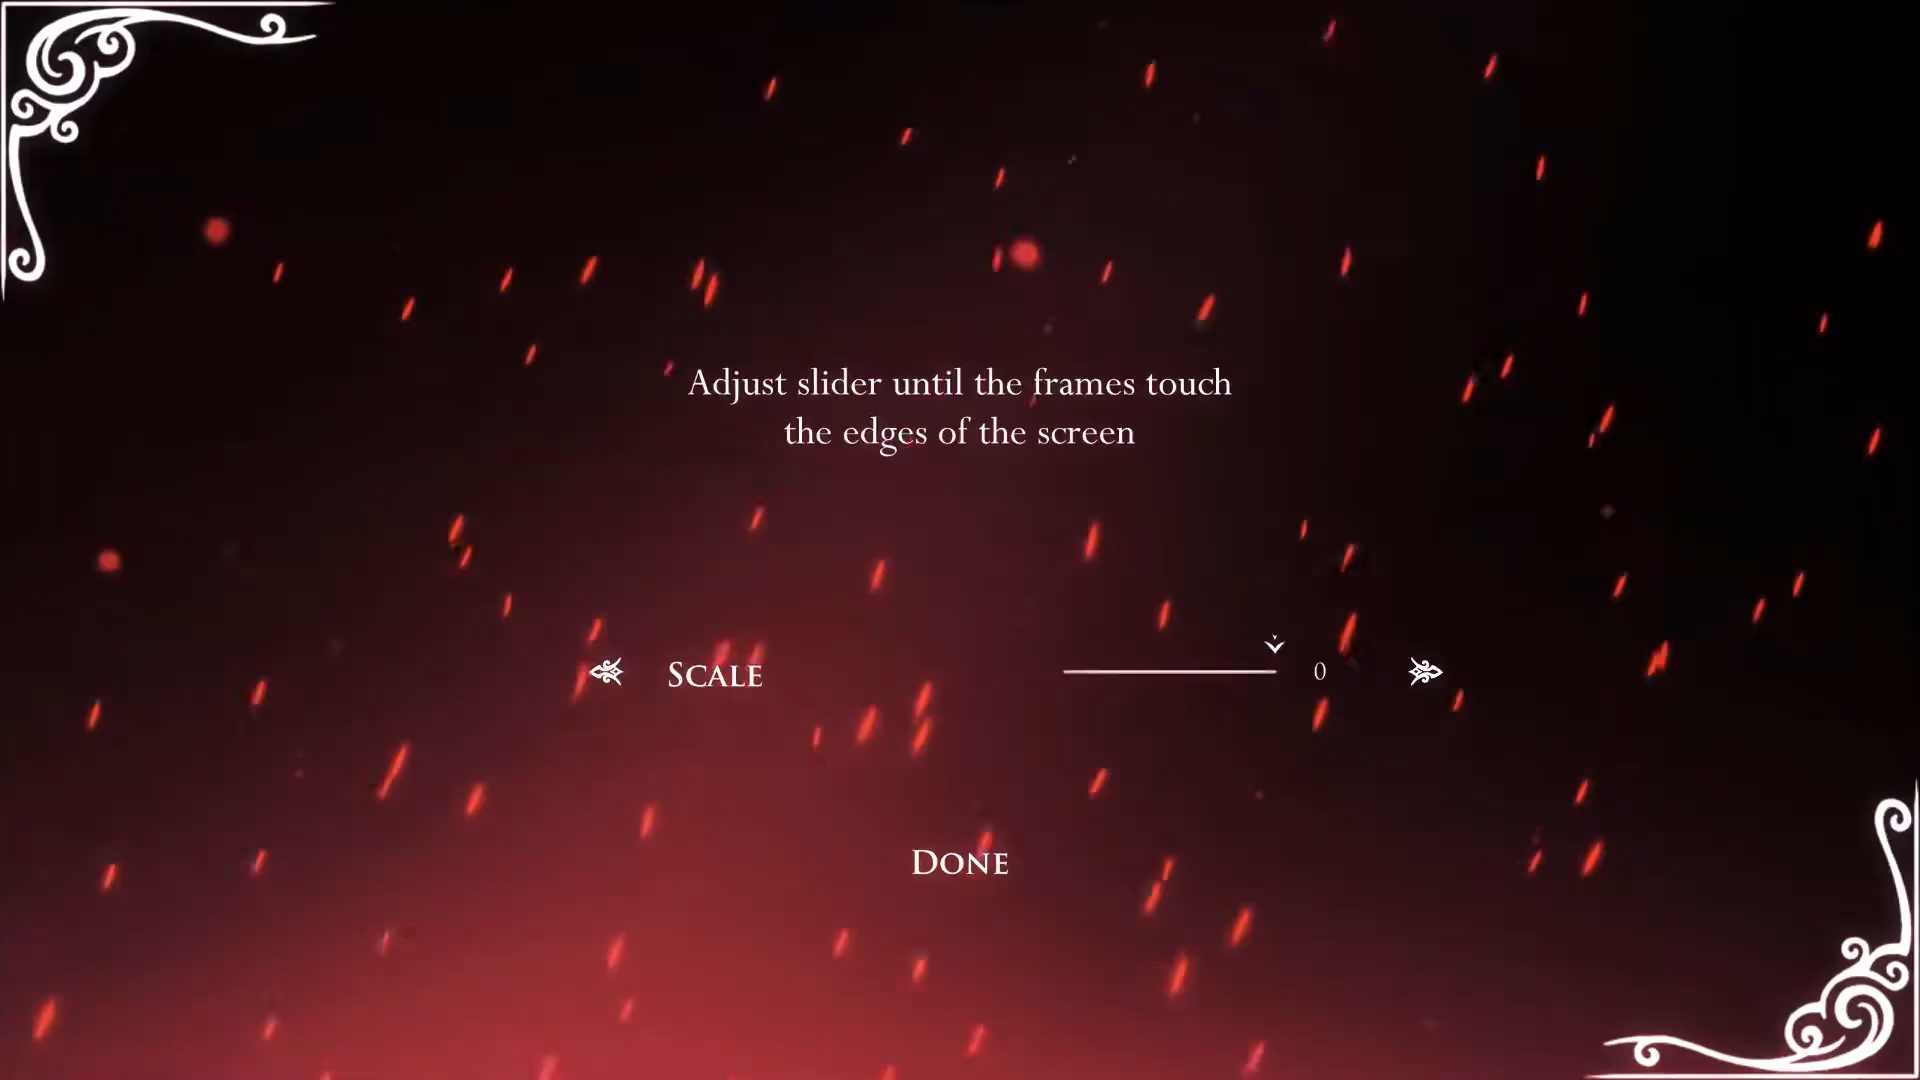 Adjust slider until the frames touch
the edges of the screen
SCALE 0
DONE